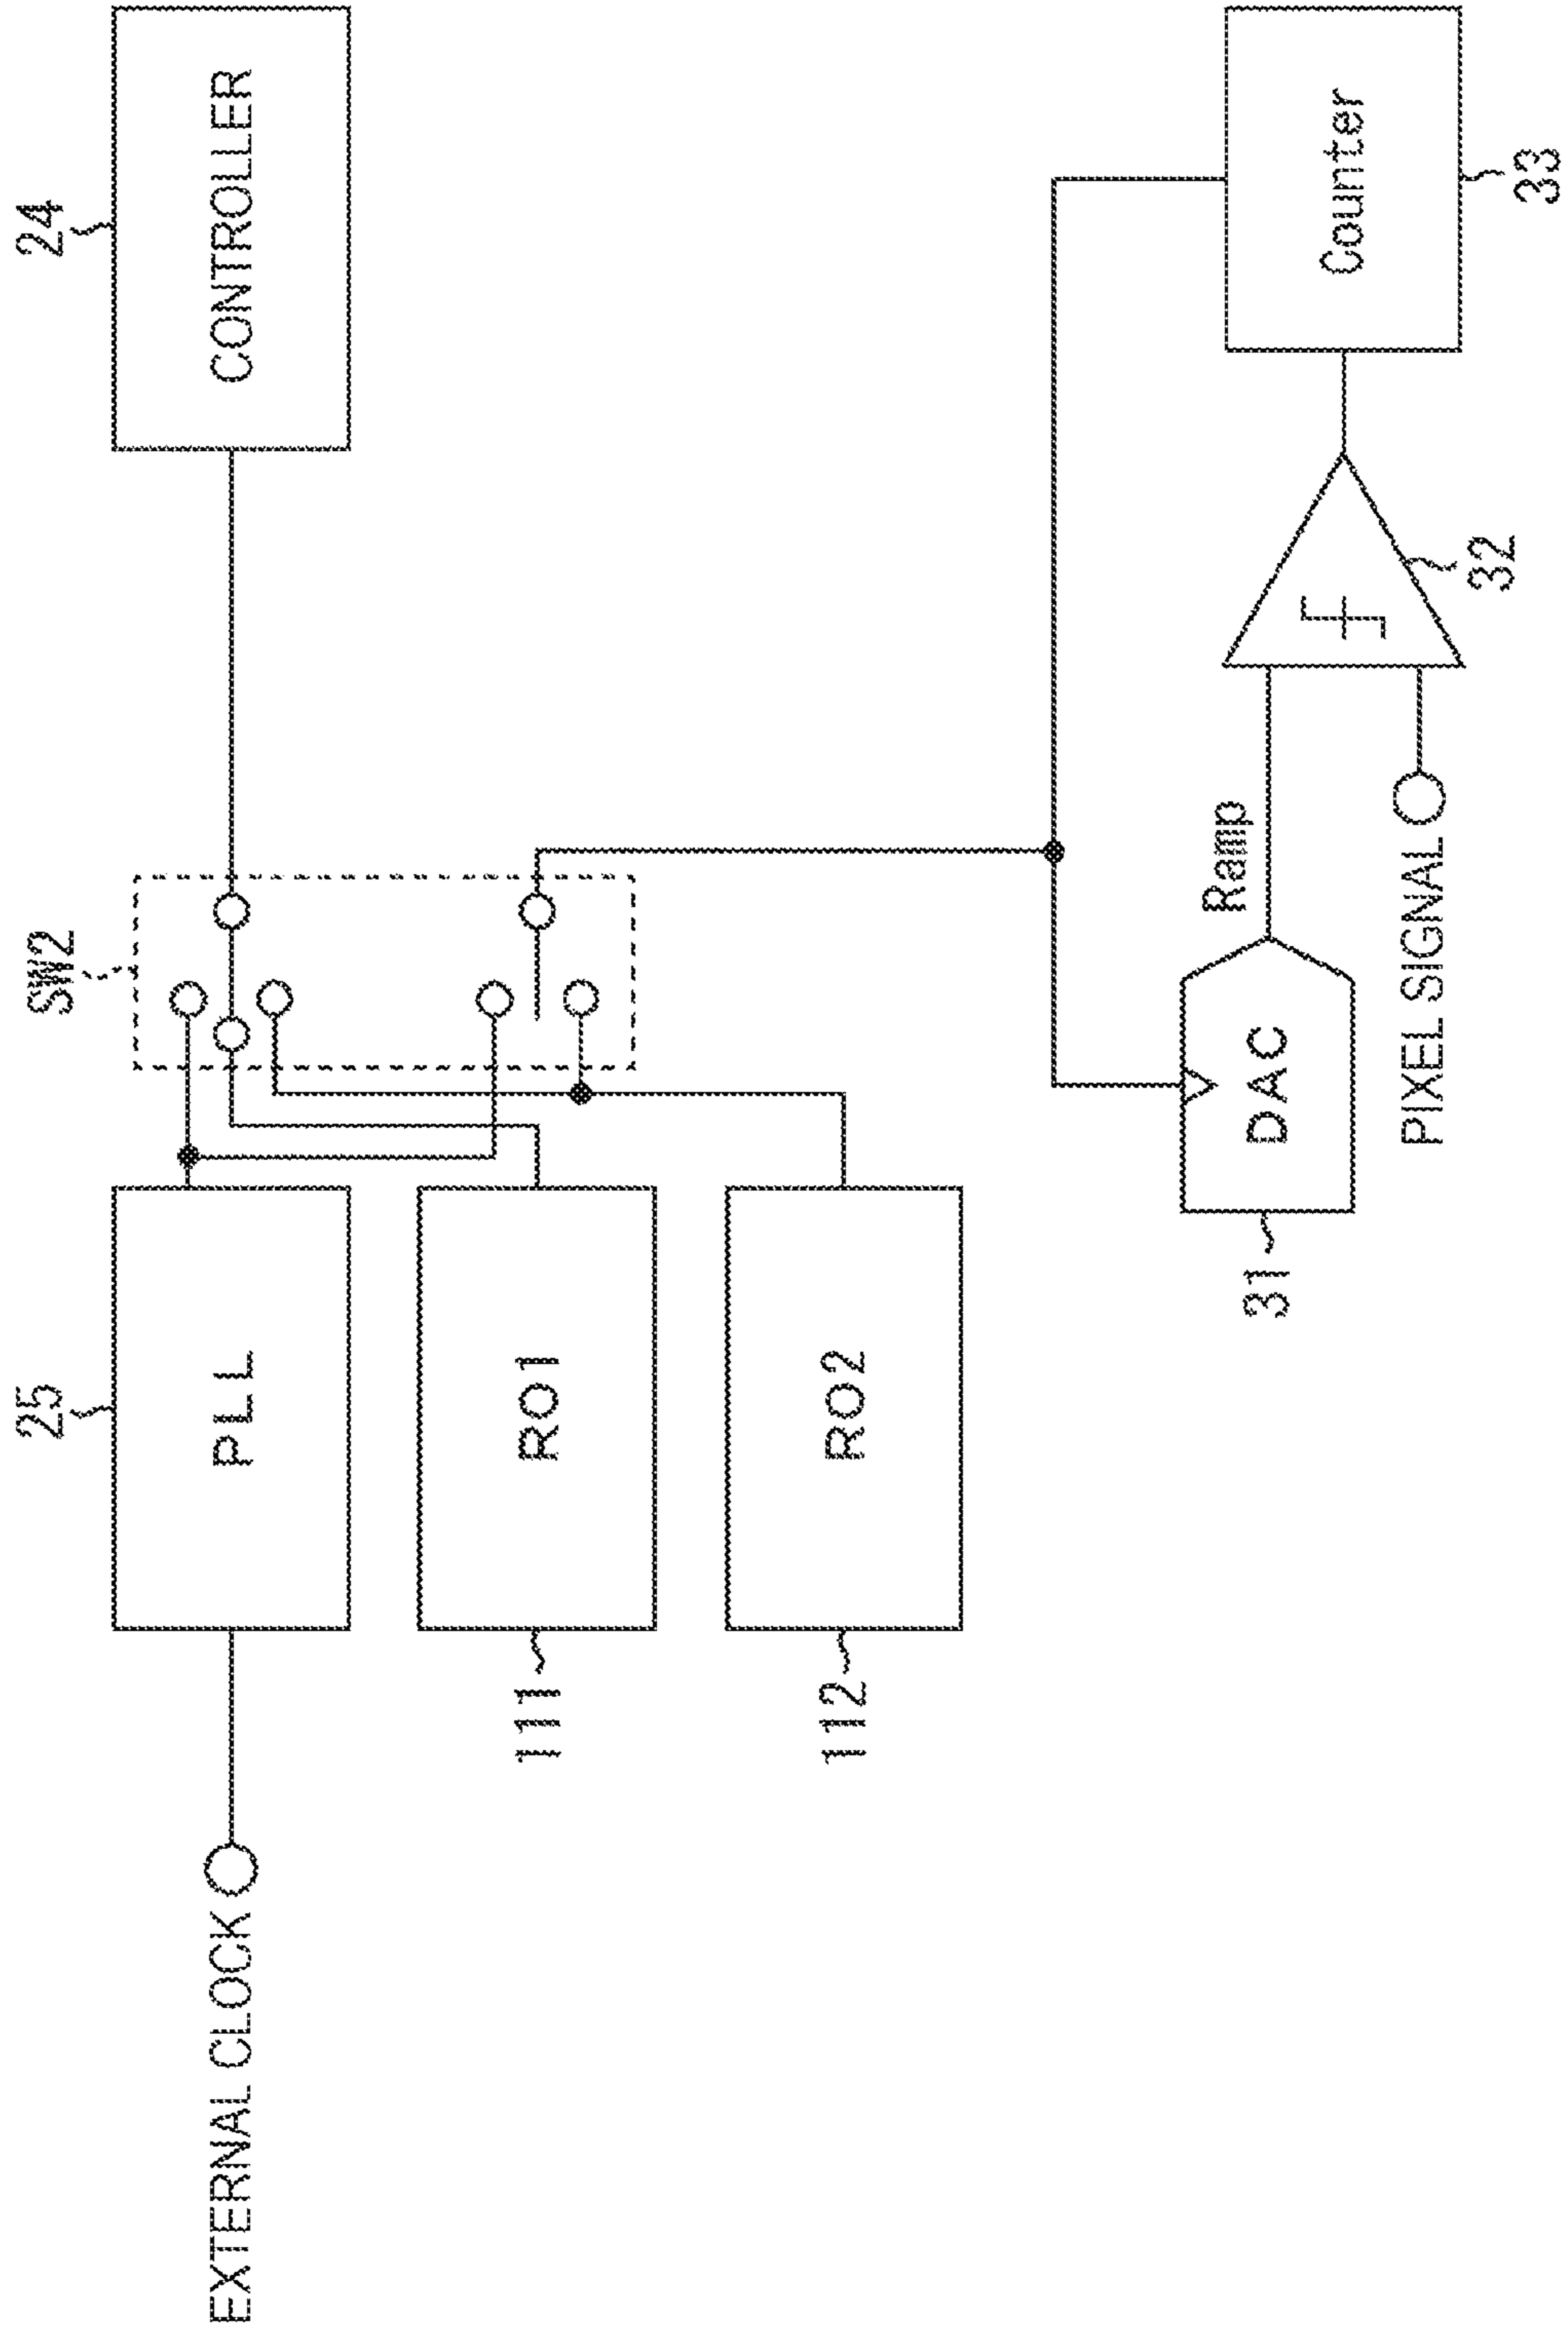 EXTERNAL CLOCK
25
PLL
SW2
24
CONTROLLER
111
RO1
112
RO2
31
DAC
Ramp
PIXEL SIGNAL
32
Counter
33